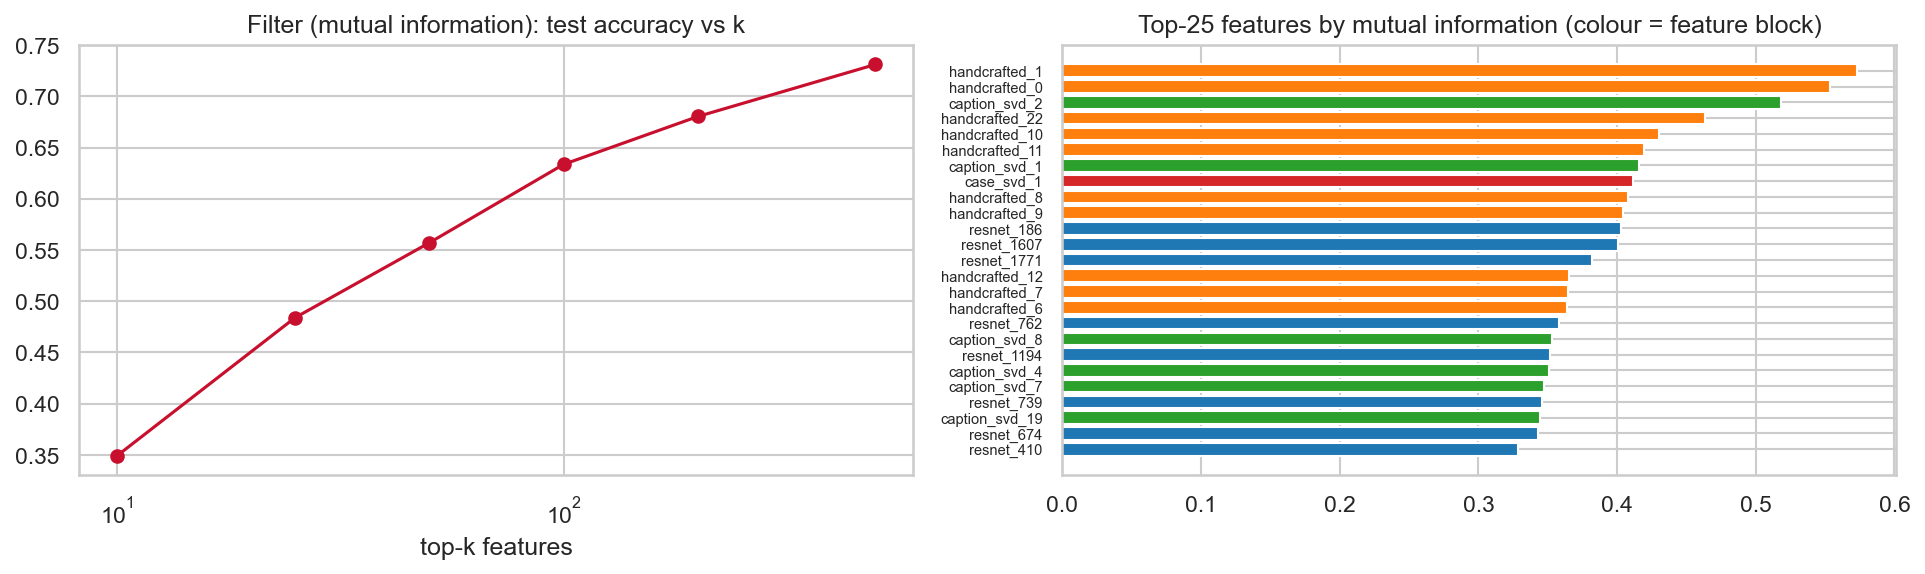 Filter (mutual information): test accuracy vs k
0.75
0.70
0.65
0.60
0.55
0.50
0.45
0.40
0.35
10^1
10^2
top-k features
Top-25 features by mutual information (colour = feature block)
handcrafted_1
handcrafted_0
caption_svd_2
handcrafted_22
handcrafted_10
handcrafted_11
caption_svd_1
case_svd_1
handcrafted_8
handcrafted_9
resnet_186
resnet_1607
resnet_1771
handcrafted_12
handcrafted_7
handcrafted_6
resnet_762
caption_svd_8
resnet_1194
caption_svd_4
caption_svd_7
resnet_739
caption_svd_19
resnet_674
resnet_410
0.0 0.1 0.2 0.3 0.4 0.5 0.6